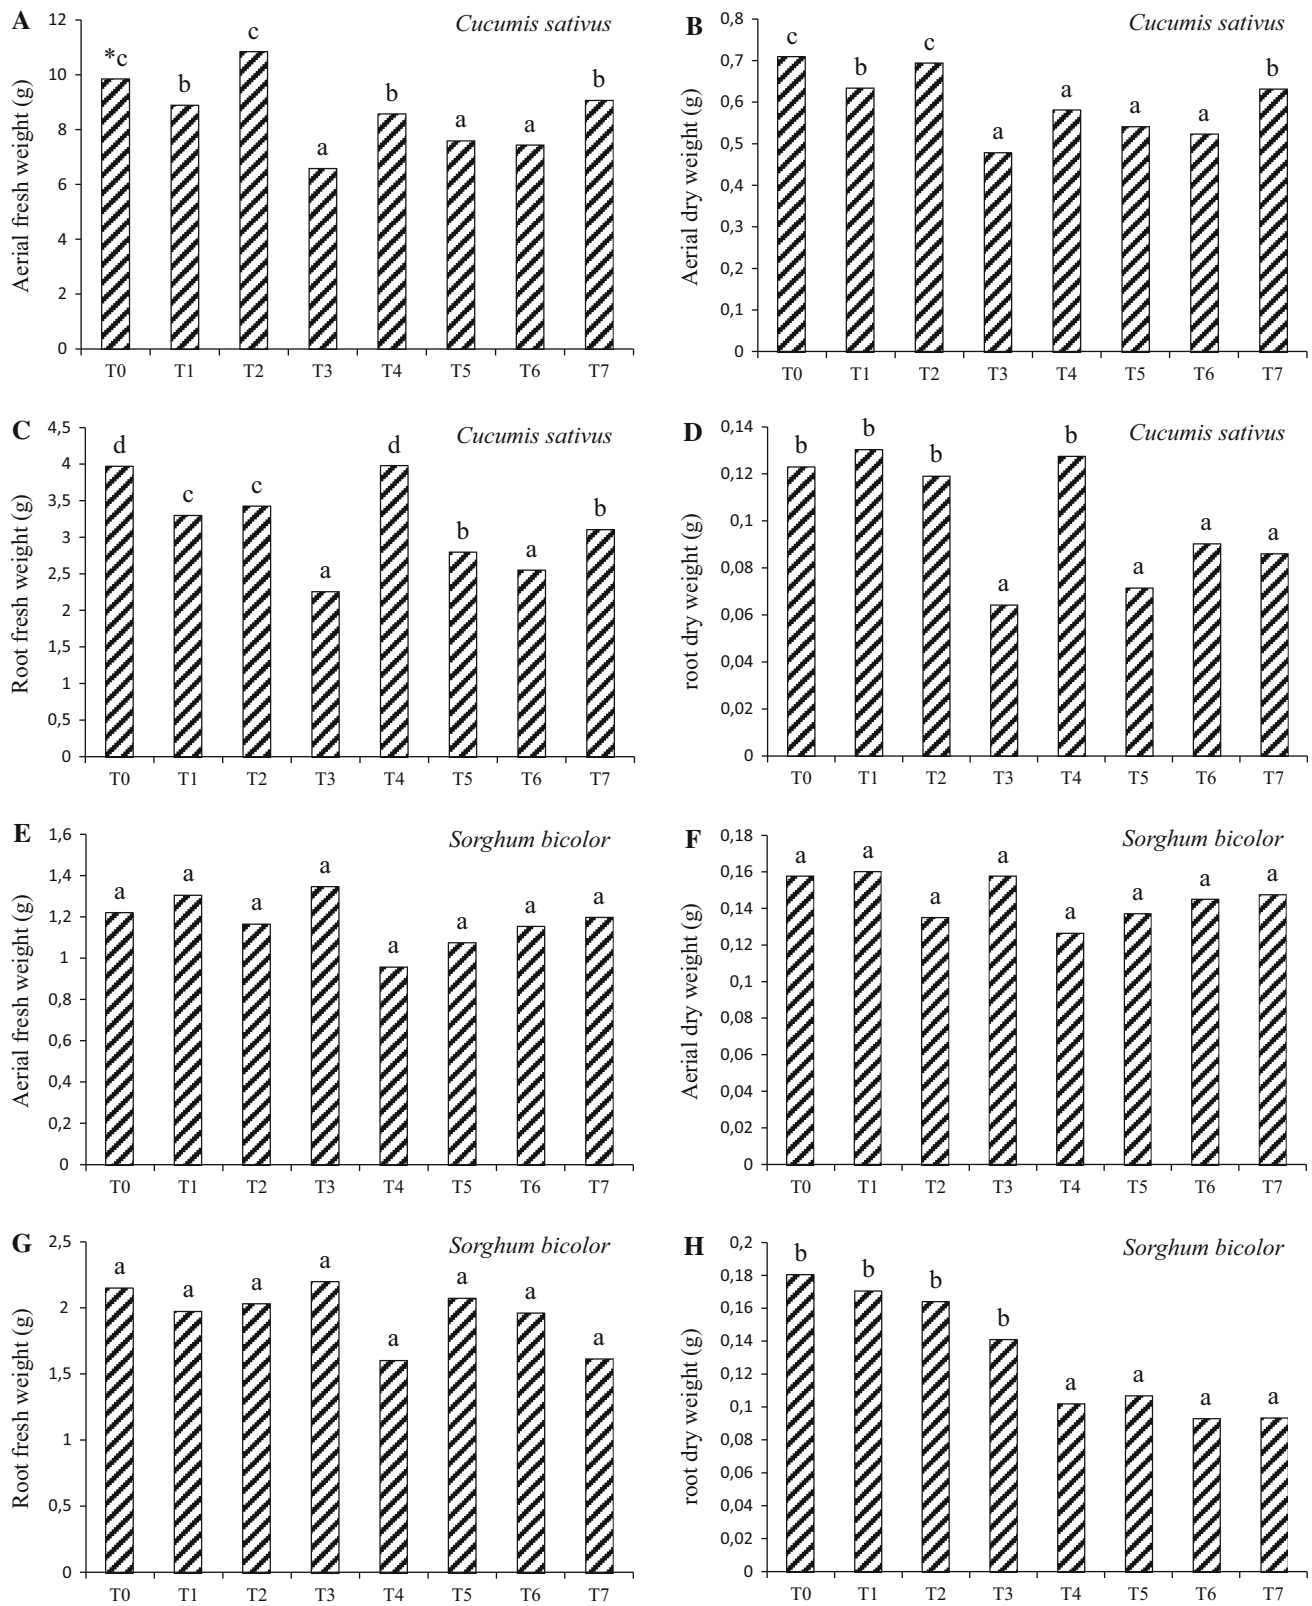 A
Cucumis sativus
Aerial fresh weight (g)
12
10
8
6
4
2
0
*c b c a b a a b
T0 T1 T2 T3 T4 T5 T6 T7
B
Cucumis sativus
Aerial dry weight (g)
0,8
0,7
0,6
0,5
0,4
0,3
0,2
0,1
0
c b c a a a a b
T0 T1 T2 T3 T4 T5 T6 T7
C
Cucumis sativus
Root fresh weight (g)
4,5
4
3,5
3
2,5
2
1,5
1
0,5
0
d c c a d b a b
T0 T1 T2 T3 T4 T5 T6 T7
D
Cucumis sativus
root dry weight (g)
0,14
0,12
0,1
0,08
0,06
0,04
0,02
0
b b b a b a a a
T0 T1 T2 T3 T4 T5 T6 T7
E
Sorghum bicolor
Aerial fresh weight (g)
1,6
1,4
1,2
1
0,8
0,6
0,4
0,2
0
a a a a a a a a
T0 T1 T2 T3 T4 T5 T6 T7
F
Sorghum bicolor
Aerial dry weight (g)
0,18
0,16
0,14
0,12
0,1
0,08
0,06
0,04
0,02
0
a a a a a a a a
T0 T1 T2 T3 T4 T5 T6 T7
G
Sorghum bicolor
Root fresh weight (g)
2,5
2
1,5
1
0,5
0
a a a a a a a a
T0 T1 T2 T3 T4 T5 T6 T7
H
Sorghum bicolor
root dry weight (g)
0,2
0,18
0,16
0,14
0,12
0,1
0,08
0,06
0,04
0,02
0
b b b b a a a a
T0 T1 T2 T3 T4 T5 T6 T7